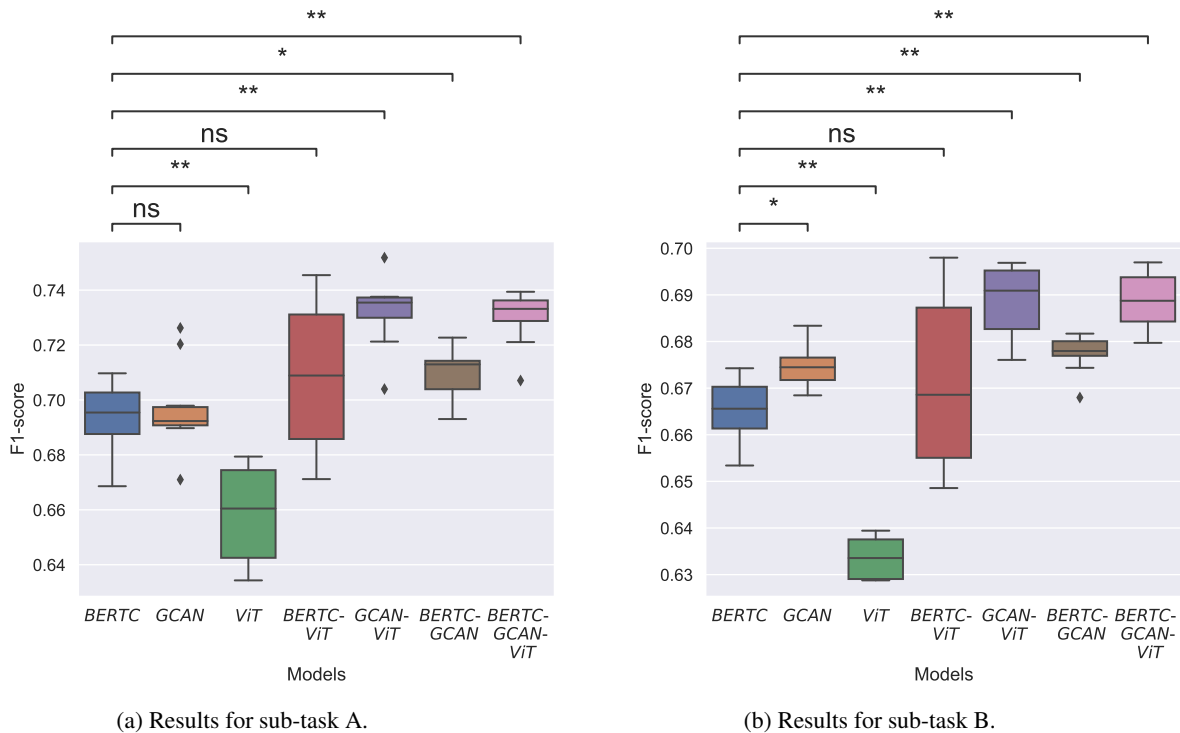 **
*
**
ns
**
ns
0.74
0.72
0.70
0.68
0.66
0.64
F1-score
BERTC GCAN ViT BERTC- GCAN- BERTC- BERTC-
ViT ViT GCAN GCAN-
ViT
Models
(a) Results for sub-task A.
**
**
**
ns
**
*
0.70
0.69
0.68
0.67
0.66
0.65
0.64
0.63
F1-score
BERTC GCAN ViT BERTC- GCAN- BERTC- BERTC-
ViT ViT GCAN GCAN-
ViT
Models
(b) Results for sub-task B.